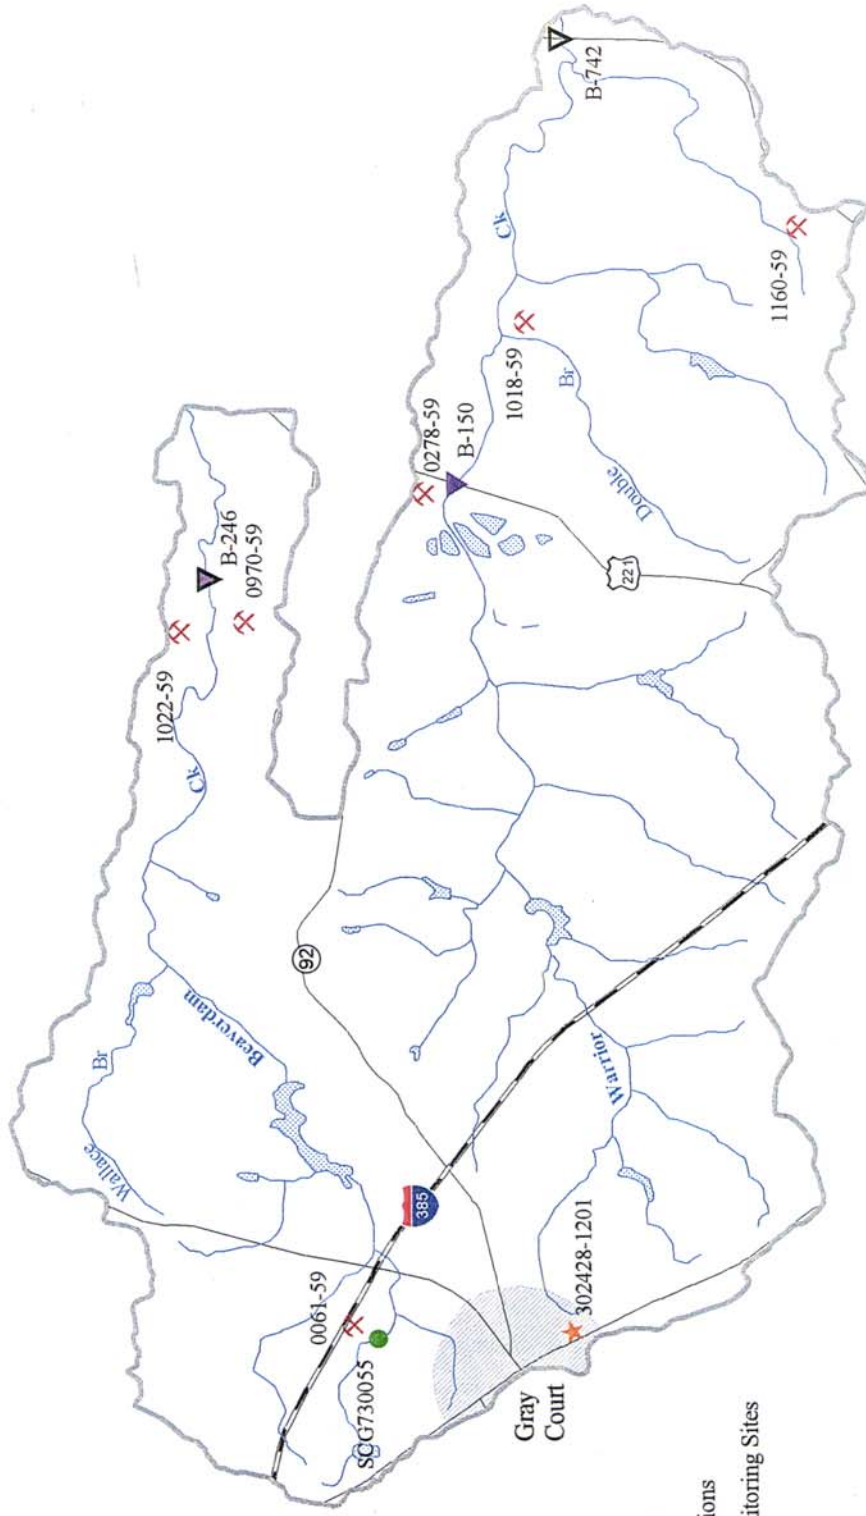 Wallace
Br
Beaverdam
Ck
1022-59
B-246
0970-59
92
0061-59
SCG730055
385
Gray
Court
302428-1201
Warrior
221
0278-59
B-150
1018-59
Double
Br
Ck
1160-59
B-742
ions
itoring Sites